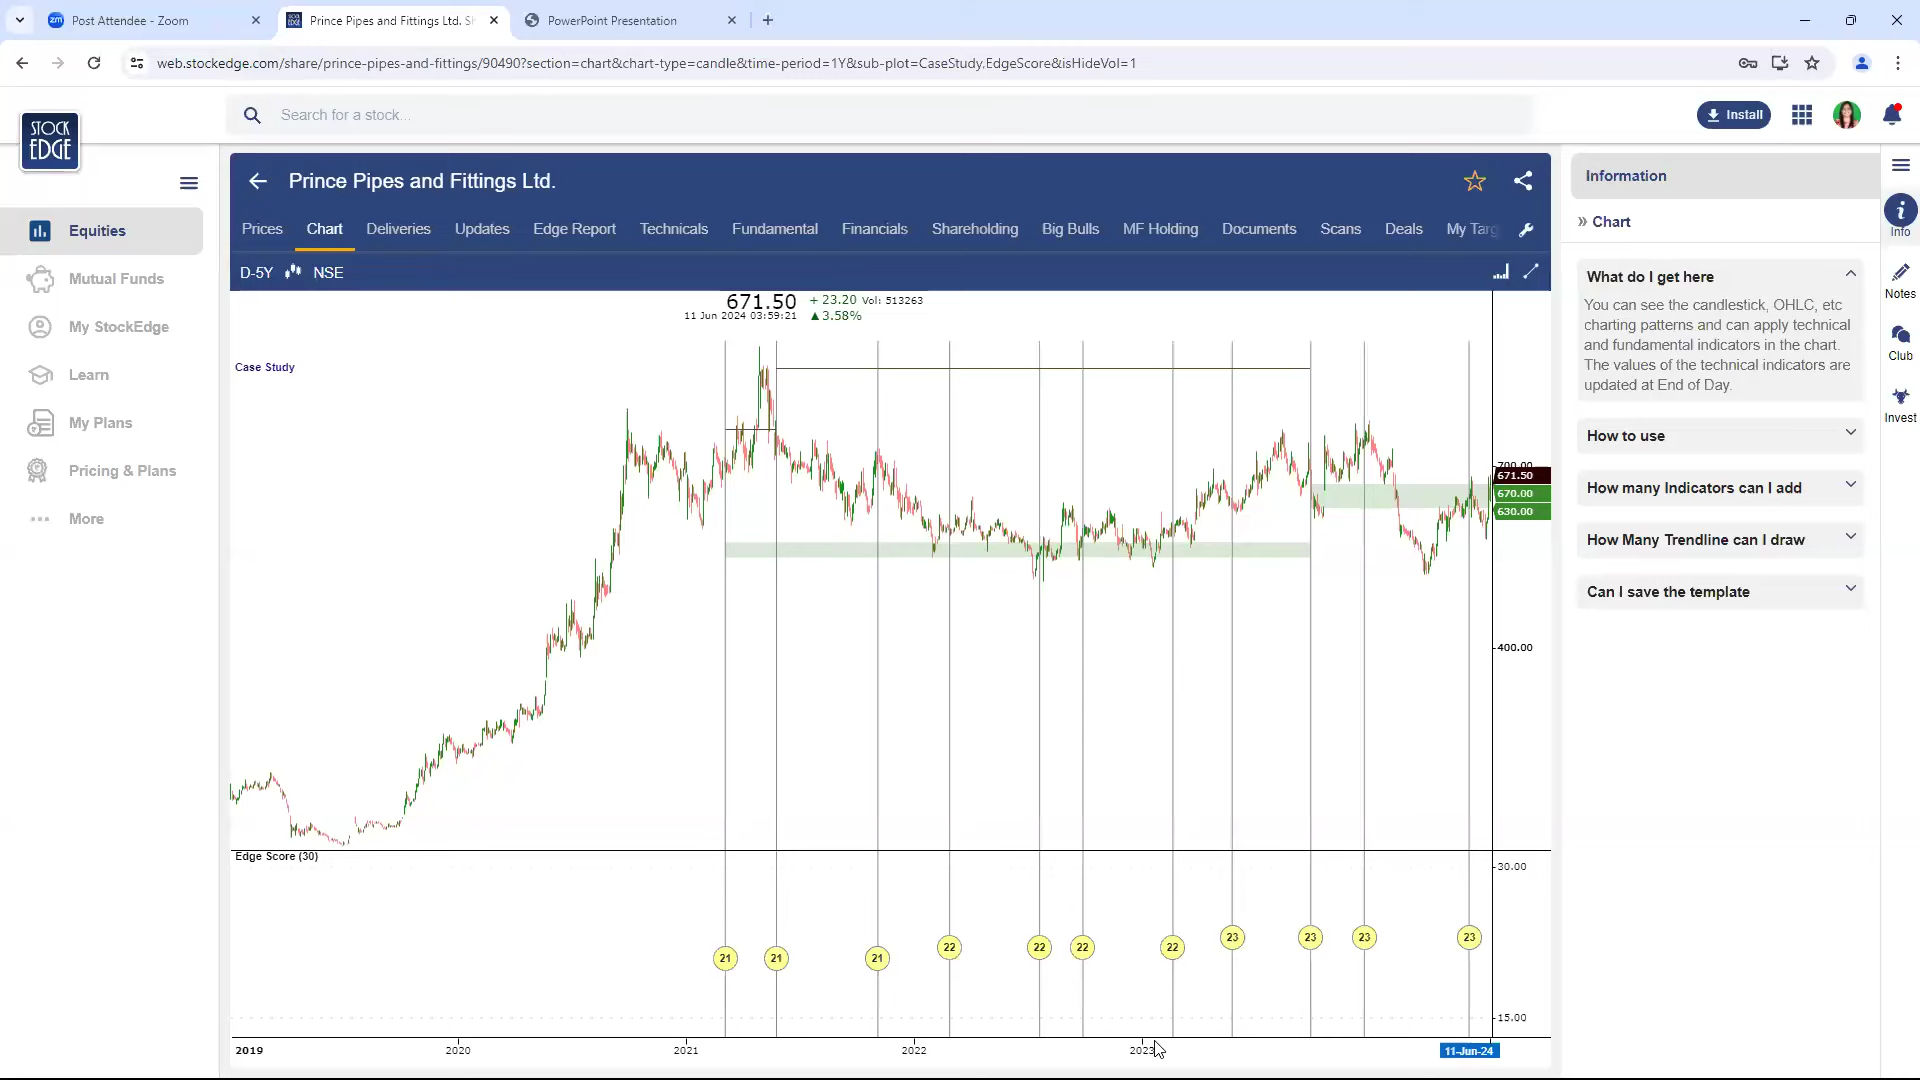 Post Attendee - Zoom
Prince Pipes and Fittings Ltd. S
PowerPoint Presentation
web.stockedge.com/share/prince-pipes-and-fittings/90490?section=chart&chart-type=candle&time-period=1Y&sub-plot=CaseStudy,EdgeScore&isHideVol=1
STOCK
EDGE
Search for a stock...
Install
Equities
Mutual Funds
My StockEdge
Learn
My Plans
Pricing & Plans
More
Prince Pipes and Fittings Ltd.
Prices Chart Deliveries Updates Edge Report Technicals Fundamental Financials Shareholding Big Bulls MF Holding Documents Scans Deals My Targ
D-5Y NSE
671.50 + 23.20 Vol: 513263
11 Jun 2024 03:59:21 ▲3.58%
Case Study
700.00
671.50
670.00
630.00
400.00
Edge Score (30)
30.00
21 21 21 22 22 22 22 23 23 23 23
15.00
2019 2020 2021 2022 2023 11-Jun-24
Information
» Chart
What do I get here
You can see the candlestick, OHLC, etc
charting patterns and can apply technical
and fundamental indicators in the chart.
The values of the technical indicators are
updated at End of Day.
How to use
How many Indicators can I add
How Many Trendline can I draw
Can I save the template
Info
Notes
Club
Invest